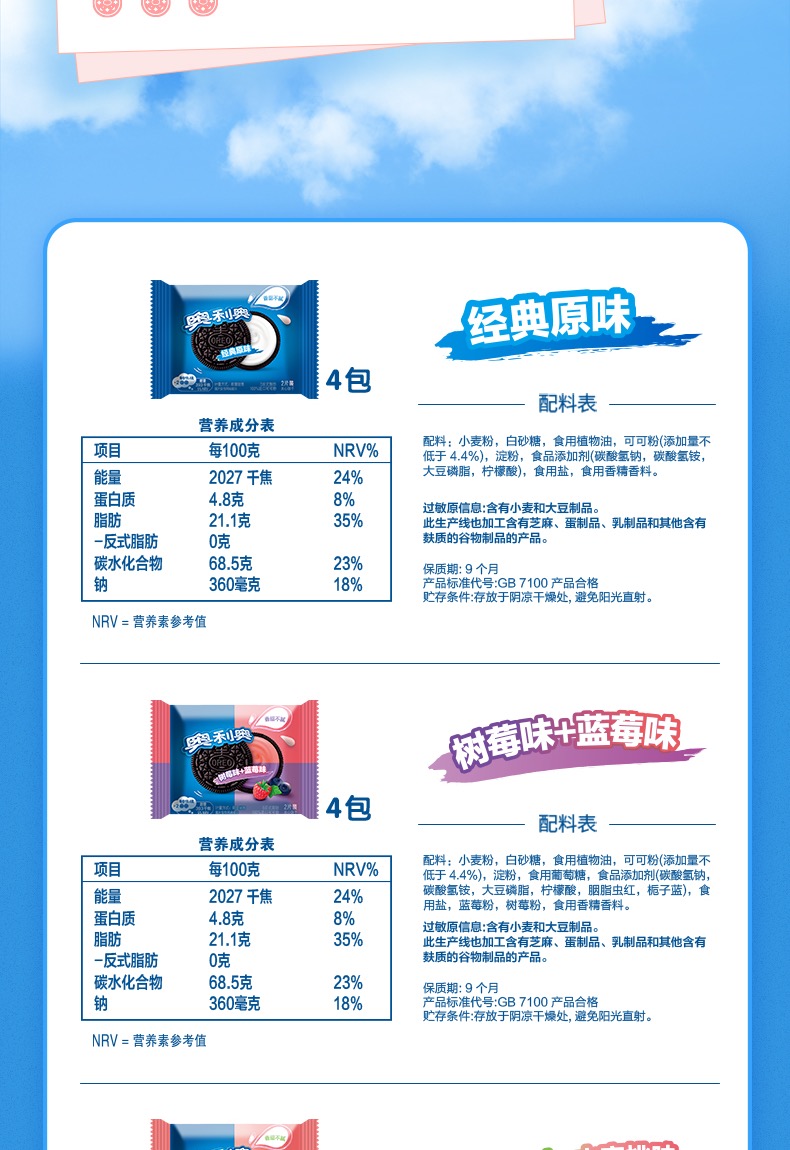 奥利奥
OREO
经典原味
4包
经典原味
配料表
营养成分表
项目 每100克 NRV%
能量 2027 千焦 24%
蛋白质 4.8克 8%
脂肪 21.1克 35%
-反式脂肪 0克
碳水化合物 68.5克 23%
钠 360毫克 18%
NRV = 营养素参考值
配料：小麦粉，白砂糖，食用植物油，可可粉(添加量不
低于 4.4%)，淀粉，食品添加剂(碳酸氢钠，碳酸氢铵，
大豆磷脂，柠檬酸)，食用盐，食用香精香料。
过敏原信息:含有小麦和大豆制品。
此生产线也加工含有芝麻、蛋制品、乳制品和其他含有
麸质的谷物制品的产品。
保质期: 9 个月
产品标准代号:GB 7100 产品合格
贮存条件:存放于阴凉干燥处, 避免阳光直射。
奥利奥
OREO
树莓味+蓝莓味
4包
树莓味+蓝莓味
配料表
营养成分表
项目 每100克 NRV%
能量 2027 千焦 24%
蛋白质 4.8克 8%
脂肪 21.1克 35%
-反式脂肪 0克
碳水化合物 68.5克 23%
钠 360毫克 18%
NRV = 营养素参考值
配料：小麦粉，白砂糖，食用植物油，可可粉(添加量不
低于 4.4%)，淀粉，食用葡萄糖，食品添加剂(碳酸氢钠，
碳酸氢铵，大豆磷脂，柠檬酸，胭脂虫红，栀子蓝)，食
用盐，蓝莓粉，树莓粉，食用香精香料。
过敏原信息:含有小麦和大豆制品。
此生产线也加工含有芝麻、蛋制品、乳制品和其他含有
麸质的谷物制品的产品。
保质期: 9 个月
产品标准代号:GB 7100 产品合格
贮存条件:存放于阴凉干燥处, 避免阳光直射。